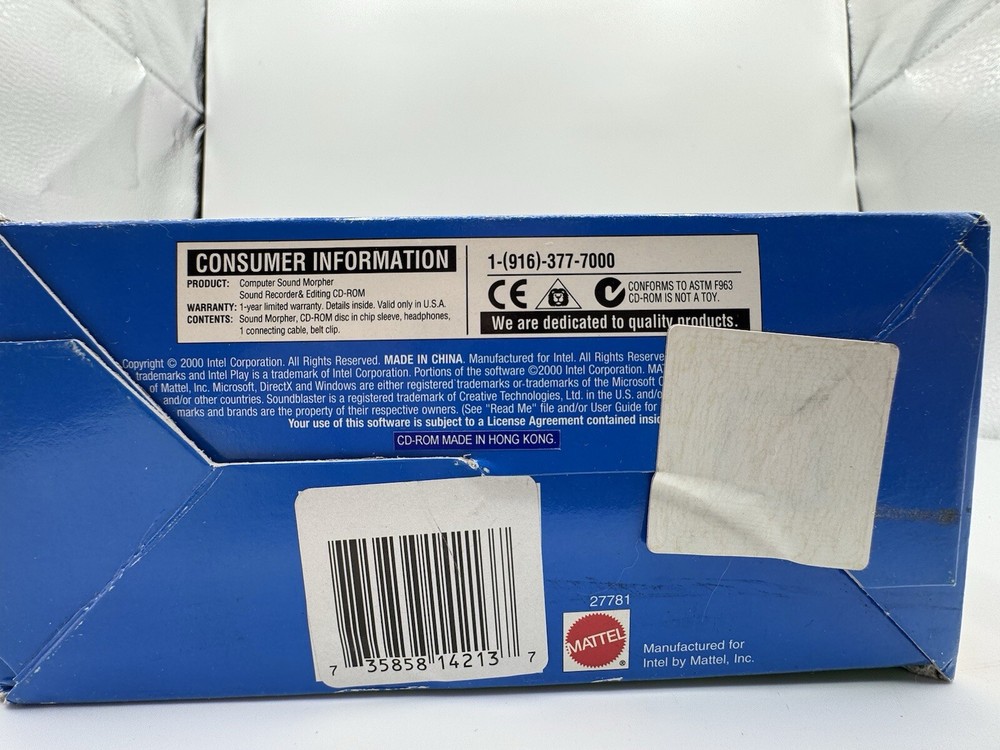 CONSUMER INFORMATION
PRODUCT: Computer Sound Morpher
Sound Recorder& Editing CD-ROM
WARRANTY: 1-year limited warranty. Details inside. Valid only in U.S.A.
CONTENTS: Sound Morpher, CD-ROM disc in chip sleeve, headphones,
1 connecting cable, belt clip.
1-(916)-377-7000
CE
CONFORMS TO ASTM F963
CD-ROM IS NOT A TOY.
We are dedicated to quality products.
Copyright © 2000 Intel Corporation. All Rights Reserved. MADE IN CHINA. Manufactured for Intel. All Rights Reserve
trademarks and Intel Play is a trademark of Intel Corporation. Portions of the software ©2000 Intel Corporation. MA
of Mattel, Inc. Microsoft, DirectX and Windows are either registered trademarks or trademarks of the Microsoft C
and/or other countries. Soundblaster is a registered trademark of Creative Technologies, Ltd. in the U.S. and/o
marks and brands are the property of their respective owners. (See "Read Me" file and/or User Guide for
Your use of this software is subject to a License Agreement contained insid
CD-ROM MADE IN HONG KONG.
7 35858 14213 7
27781
MATTEL ®
Manufactured for
Intel by Mattel, Inc.